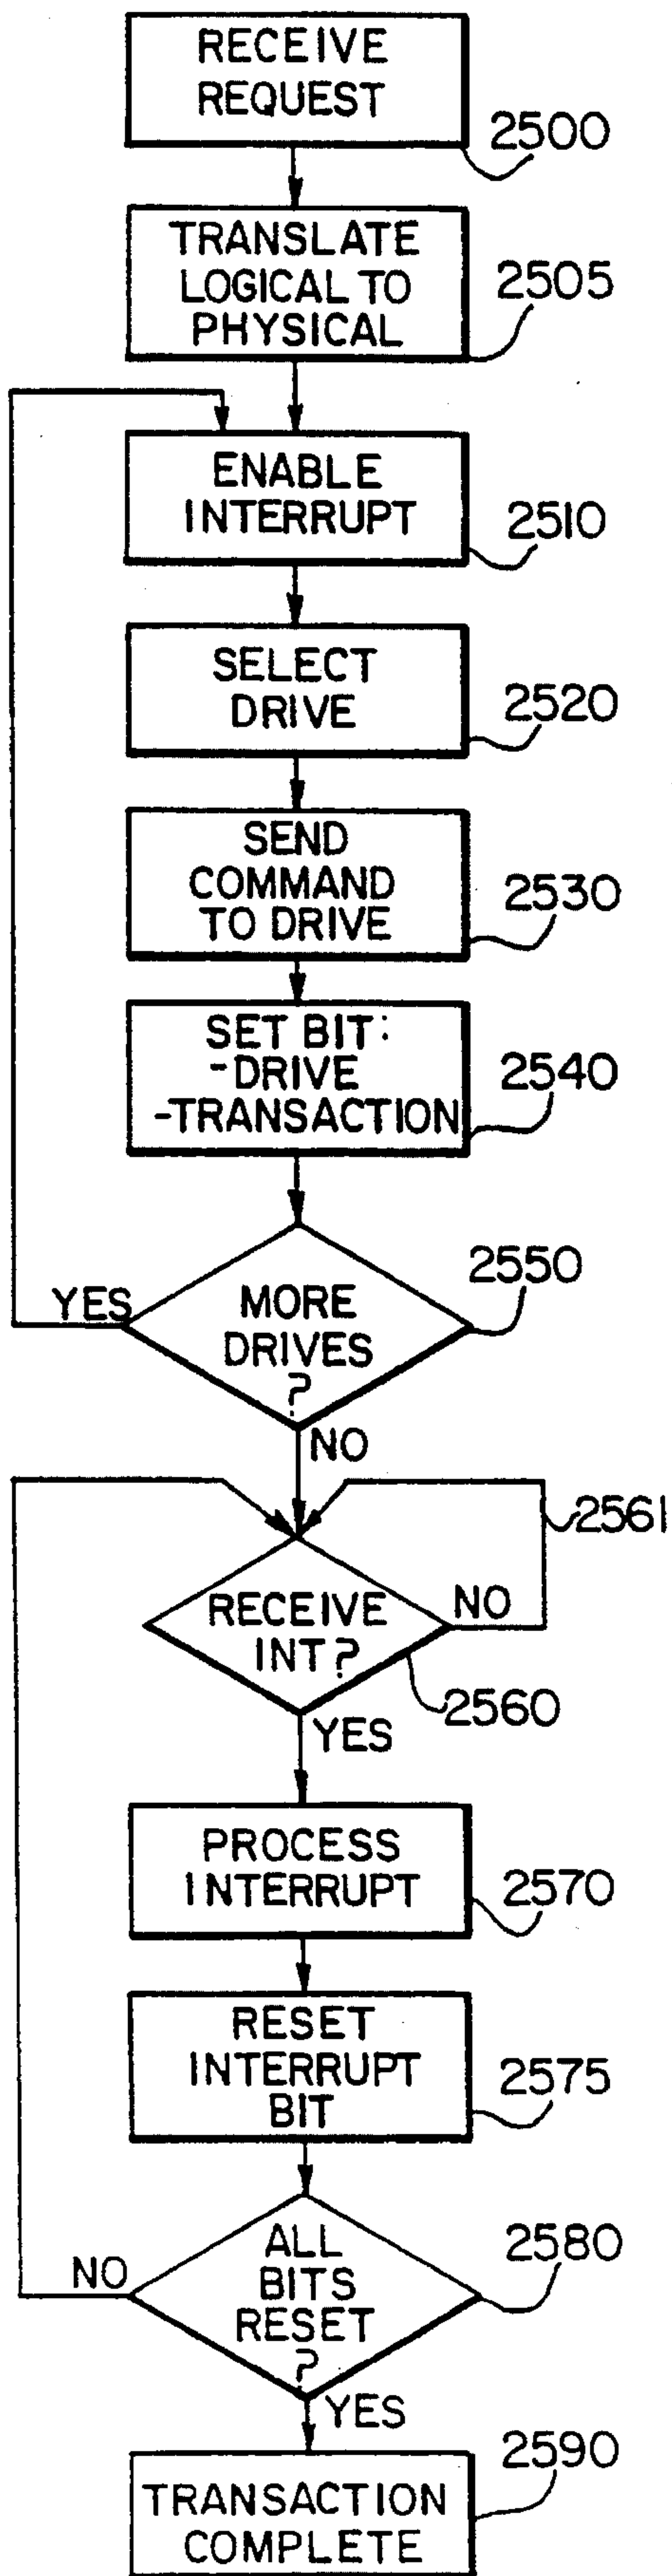 RECEIVE
REQUEST
2500
TRANSLATE
LOGICAL TO
PHYSICAL
2505
ENABLE
INTERRUPT
2510
SELECT
DRIVE
2520
SEND
COMMAND
TO DRIVE
2530
SET BIT:
-DRIVE
-TRANSACTION
2540
2550
YES
MORE
DRIVES
?
NO
2561
RECEIVE
INT?
NO
2560
YES
PROCESS
INTERRUPT
2570
RESET
INTERRUPT
BIT
2575
ALL
BITS
RESET
?
2580
NO
YES
2590
TRANSACTION
COMPLETE